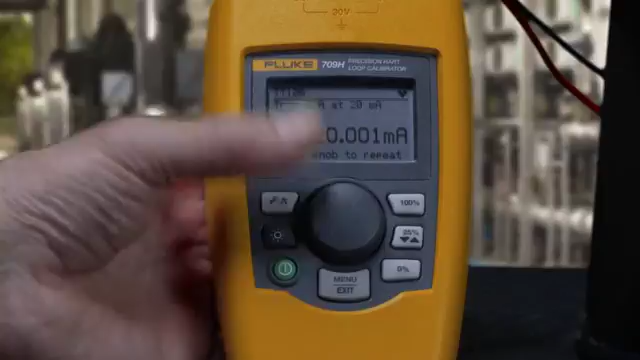 30V
FLUKE 709H PRECISION HART
LOOP CALIBRATOR
A at 20 mA
0.001mA
knob to repeat
100%
25%
0%
MENU
EXIT